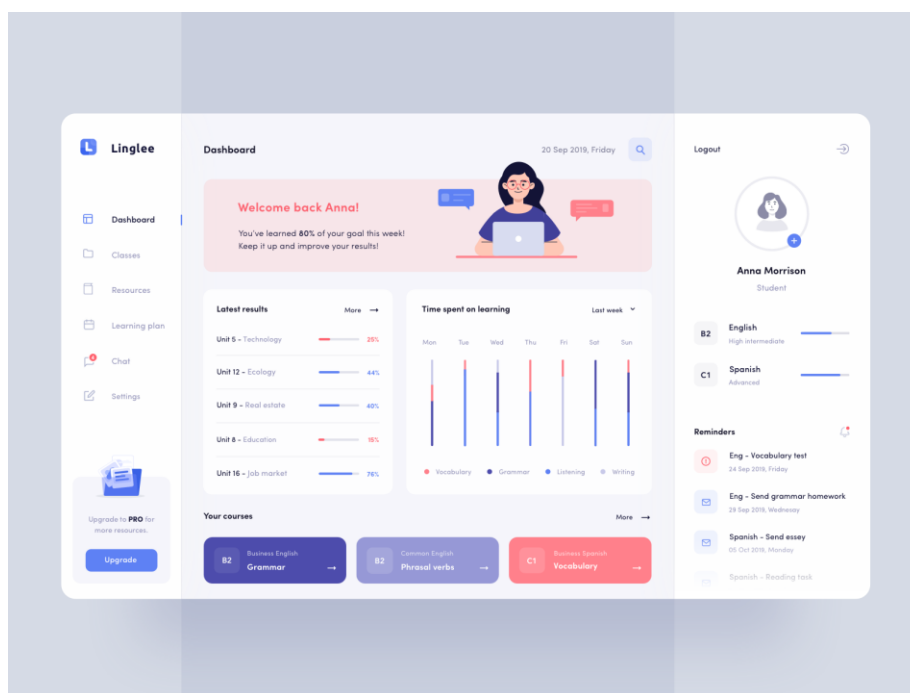 Linglee
Dashboard
Classes
Resources
Learning plan
2
Chat
Settings
Upgrade to PRO for
more resources.
Upgrade
Dashboard
20 Sep 2019, Friday
Welcome back Anna!
You've learned 80% of your goal this week!
Keep it up and improve your results!
Latest results
More →
Unit 5 - Technology 25%
Unit 12 - Ecology 44%
Unit 9 - Real estate 40%
Unit 8 - Education 15%
Unit 16 - Job market 76%
Time spent on learning
Last week
Mon Tue Wed Thu Fri Sat Sun
Vocabulary Grammar Listening Writing
Your courses
More →
B2
Business English
Grammar →
B2
Common English
Phrasal verbs →
C1
Business Spanish
Vocabulary →
Logout
Anna Morrison
Student
B2
English
High intermediate
C1
Spanish
Advanced
Reminders
Eng - Vocabulary test
24 Sep 2019, Friday
Eng - Send grammar homework
29 Sep 2019, Wednesay
Spanish - Send essey
05 Oct 2019, Monday
Spanish - Reading task